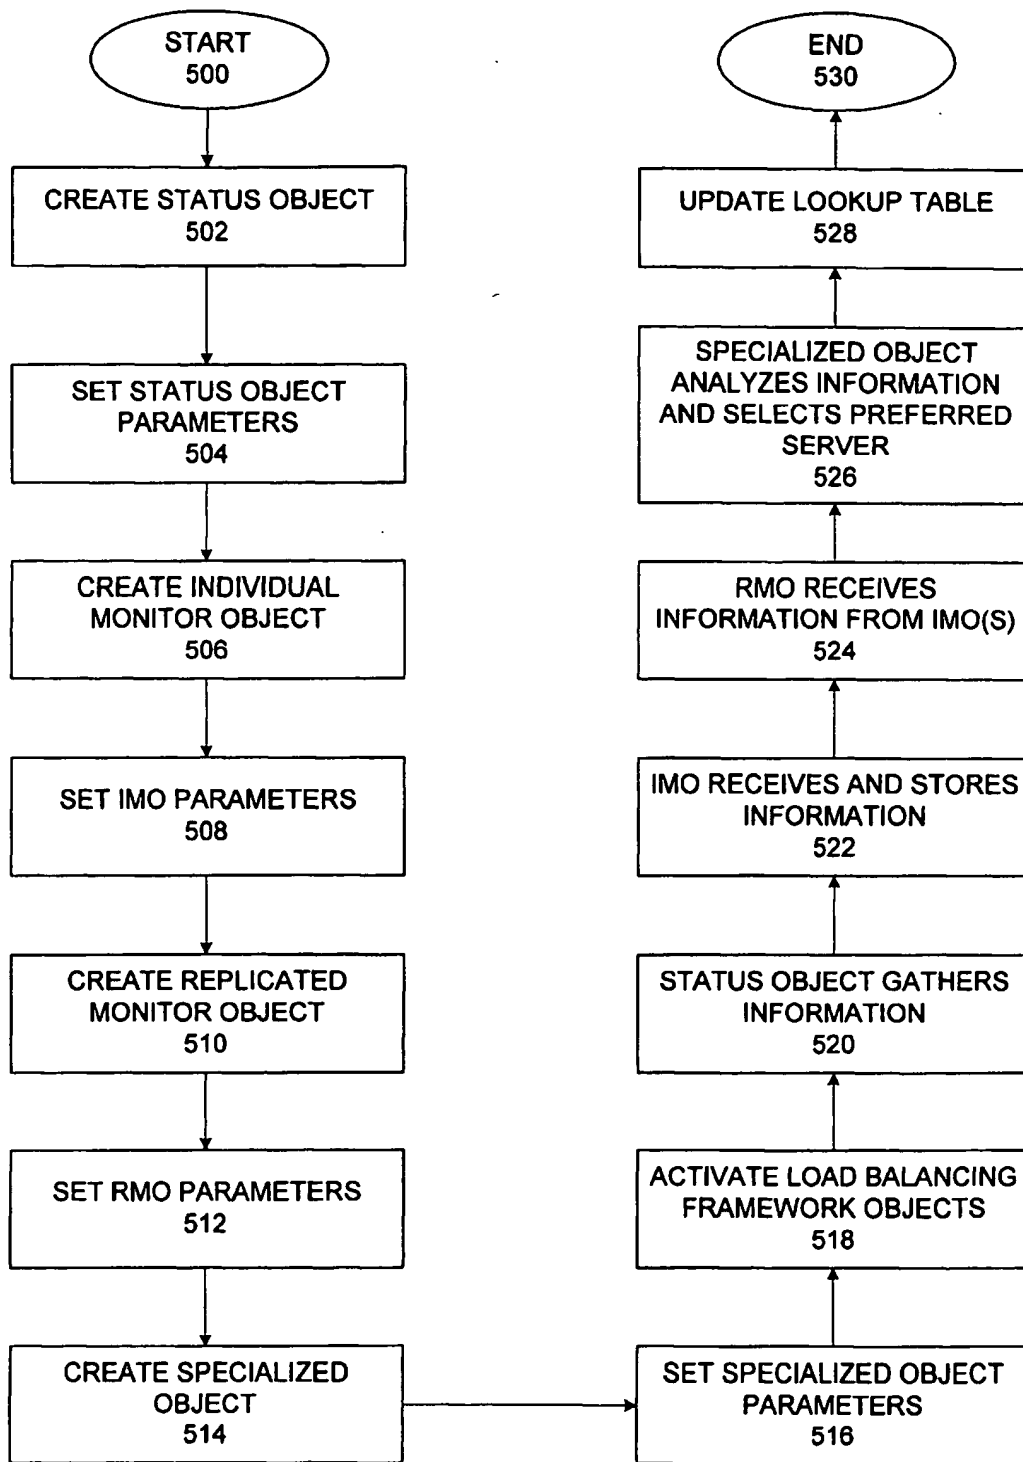 START
500
CREATE STATUS OBJECT
502
SET STATUS OBJECT
PARAMETERS
504
CREATE INDIVIDUAL
MONITOR OBJECT
506
SET IMO PARAMETERS
508
CREATE REPLICATED
MONITOR OBJECT
510
SET RMO PARAMETERS
512
CREATE SPECIALIZED
OBJECT
514
SET SPECIALIZED OBJECT
PARAMETERS
516
ACTIVATE LOAD BALANCING
FRAMEWORK OBJECTS
518
STATUS OBJECT GATHERS
INFORMATION
520
IMO RECEIVES AND STORES
INFORMATION
522
RMO RECEIVES
INFORMATION FROM IMO(S)
524
SPECIALIZED OBJECT
ANALYZES INFORMATION
AND SELECTS PREFERRED
SERVER
526
UPDATE LOOKUP TABLE
528
END
530